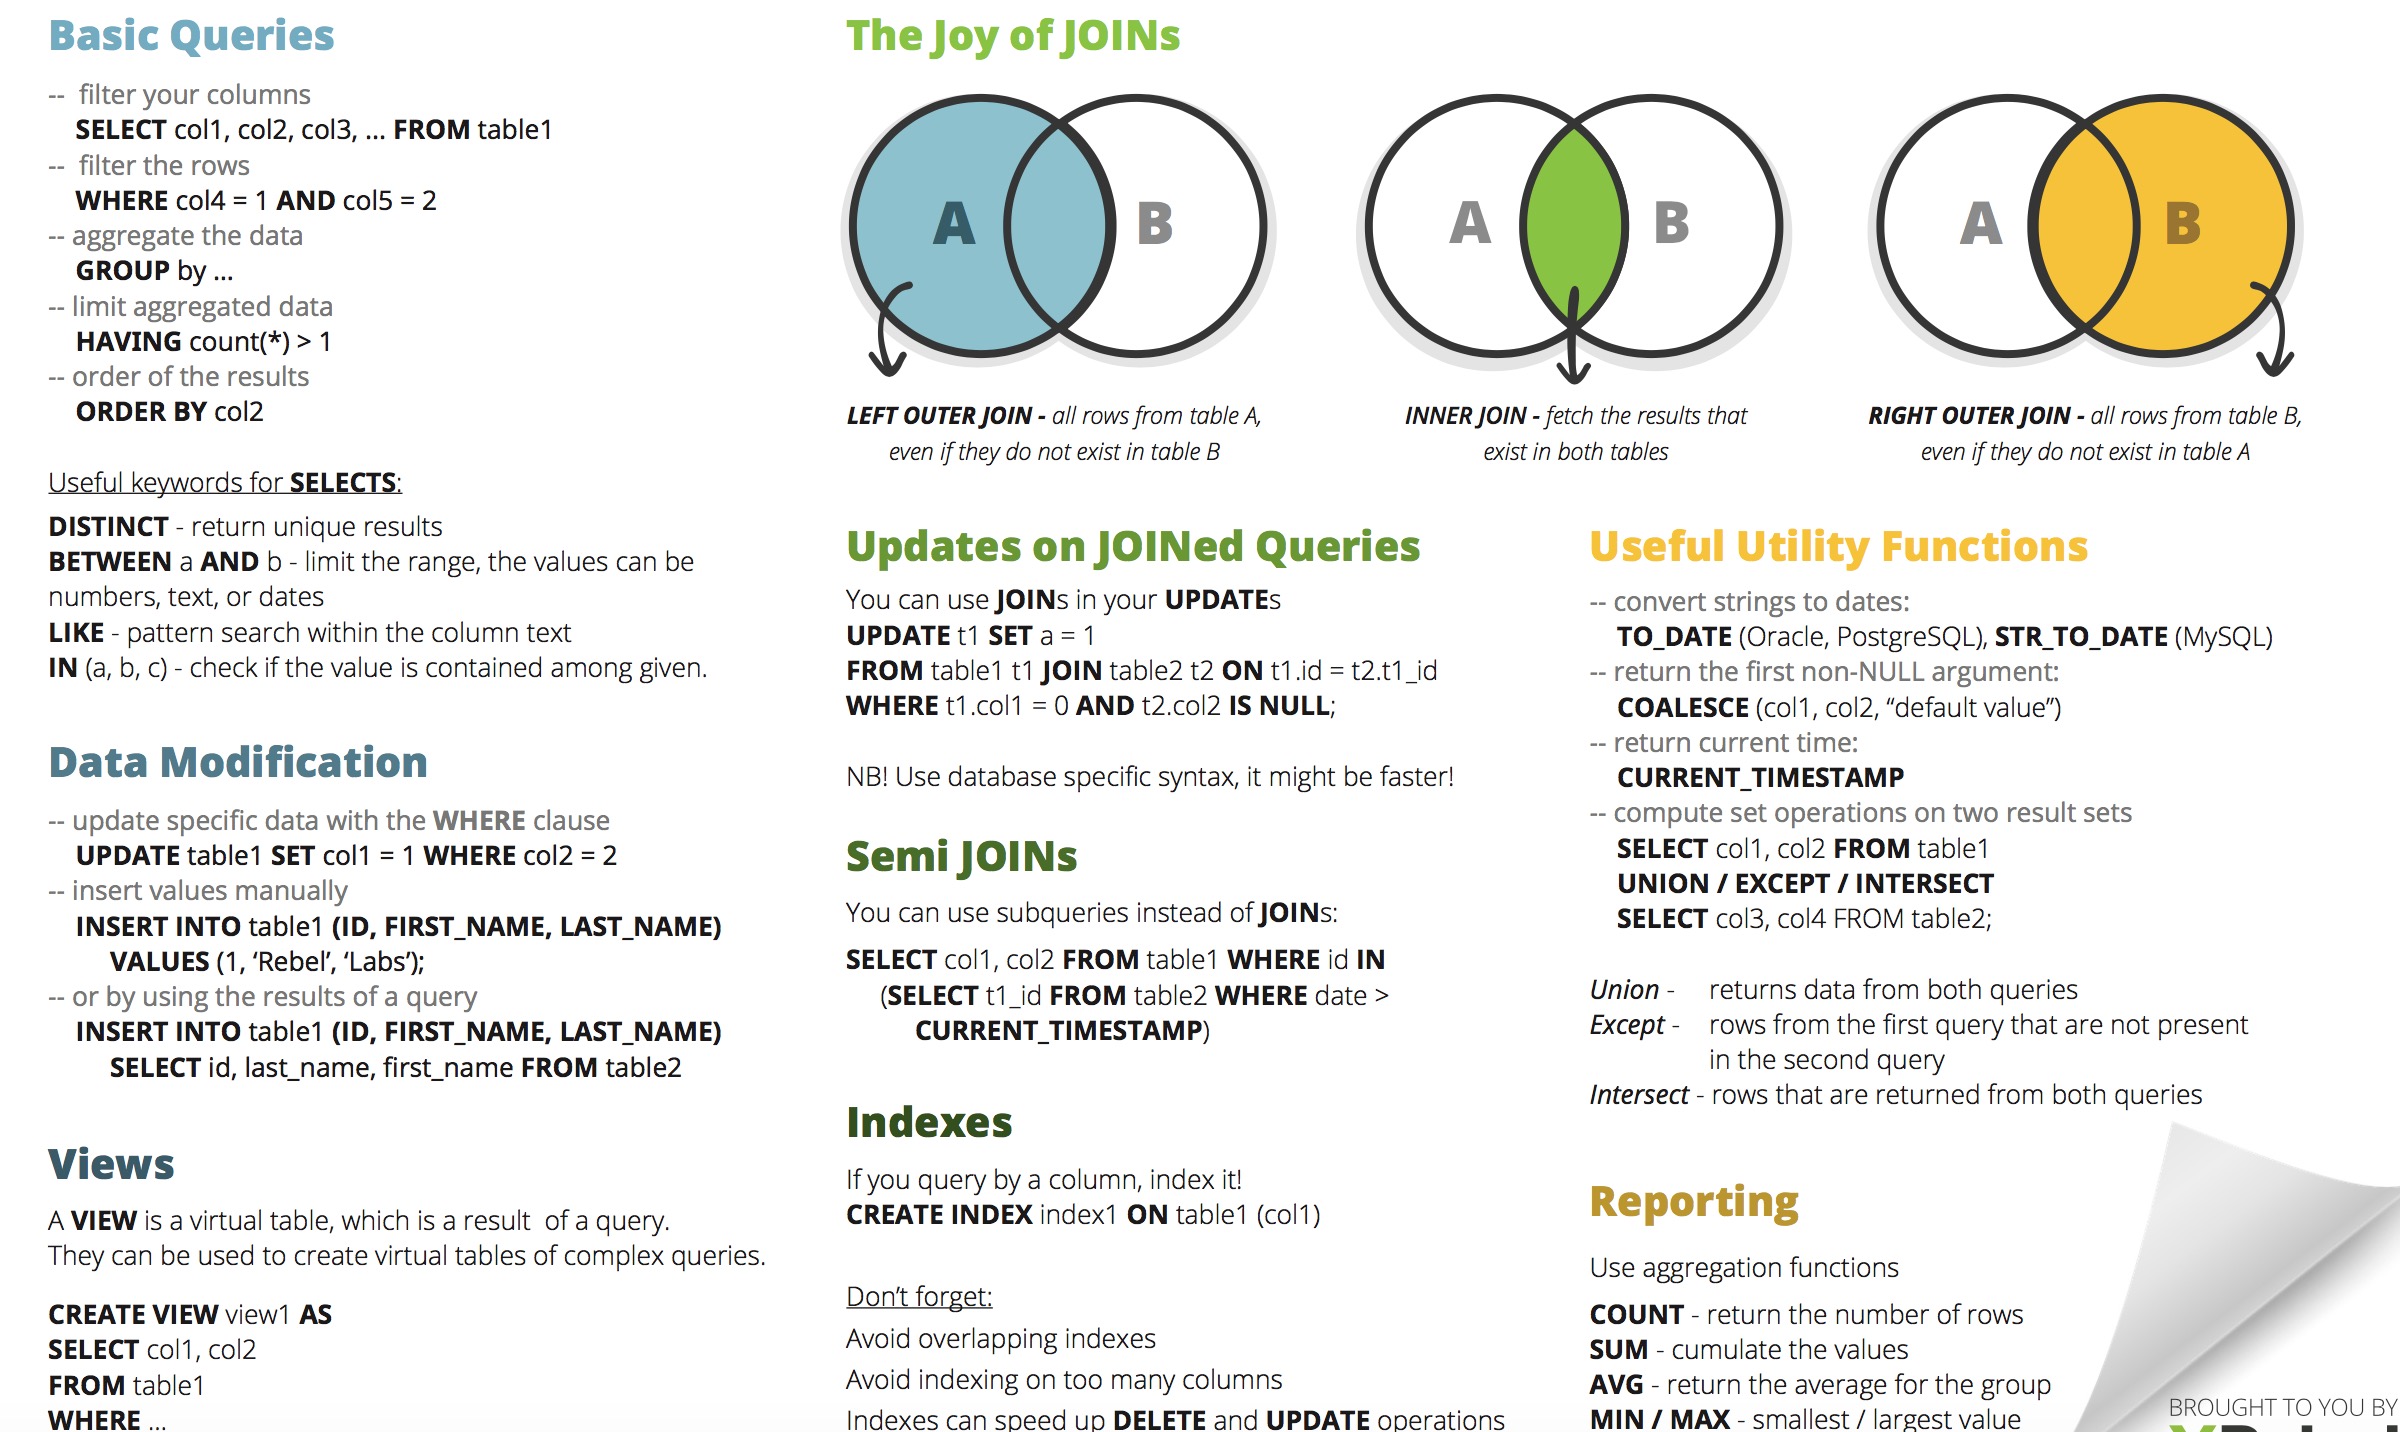 Basic Queries
-- filter your columns
SELECT col1, col2, col3, ... FROM table1
-- filter the rows
WHERE col4 = 1 AND col5 = 2
-- aggregate the data
GROUP by ...
-- limit aggregated data
HAVING count(*) > 1
-- order of the results
ORDER BY col2
Useful keywords for SELECTS:
DISTINCT - return unique results
BETWEEN a AND b - limit the range, the values can be
numbers, text, or dates
LIKE - pattern search within the column text
IN (a, b, c) - check if the value is contained among given.
Data Modification
-- update specific data with the WHERE clause
UPDATE table1 SET col1 = 1 WHERE col2 = 2
-- insert values manually
INSERT INTO table1 (ID, FIRST_NAME, LAST_NAME)
VALUES (1, ‘Rebel’, ‘Labs’);
-- or by using the results of a query
INSERT INTO table1 (ID, FIRST_NAME, LAST_NAME)
SELECT id, last_name, first_name FROM table2
Views
A VIEW is a virtual table, which is a result of a query.
They can be used to create virtual tables of complex queries.
CREATE VIEW view1 AS
SELECT col1, col2
FROM table1
WHERE ...
The Joy of JOINs
A B
A B
A B
LEFT OUTER JOIN - all rows from table A,
even if they do not exist in table B
INNER JOIN - fetch the results that
exist in both tables
RIGHT OUTER JOIN - all rows from table B,
even if they do not exist in table A
Updates on JOINed Queries
You can use JOINs in your UPDATEs
UPDATE t1 SET a = 1
FROM table1 t1 JOIN table2 t2 ON t1.id = t2.t1_id
WHERE t1.col1 = 0 AND t2.col2 IS NULL;
NB! Use database specific syntax, it might be faster!
Semi JOINs
You can use subqueries instead of JOINs:
SELECT col1, col2 FROM table1 WHERE id IN
(SELECT t1_id FROM table2 WHERE date >
CURRENT_TIMESTAMP)
Indexes
If you query by a column, index it!
CREATE INDEX index1 ON table1 (col1)
Don’t forget:
Avoid overlapping indexes
Avoid indexing on too many columns
Indexes can speed up DELETE and UPDATE operations
Useful Utility Functions
-- convert strings to dates:
TO_DATE (Oracle, PostgreSQL), STR_TO_DATE (MySQL)
-- return the first non-NULL argument:
COALESCE (col1, col2, “default value”)
-- return current time:
CURRENT_TIMESTAMP
-- compute set operations on two result sets
SELECT col1, col2 FROM table1
UNION / EXCEPT / INTERSECT
SELECT col3, col4 FROM table2;
Union - returns data from both queries
Except - rows from the first query that are not present
in the second query
Intersect - rows that are returned from both queries
Reporting
Use aggregation functions
COUNT - return the number of rows
SUM - cumulate the values
AVG - return the average for the group
MIN / MAX - smallest / largest value
BROUGHT TO YOU BY